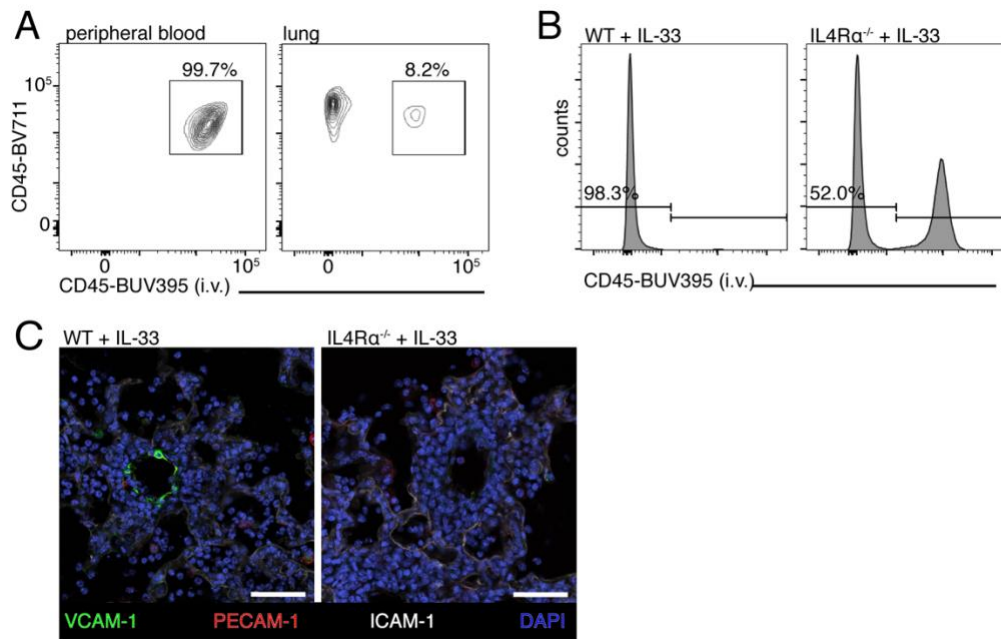 A
peripheral blood
lung
99.7%
8.2%
CD45-BV711
10⁵
0
0
10⁵
0
10⁵
CD45-BUV395 (i.v.)
B
WT + IL-33
IL4Rα⁻/⁻ + IL-33
counts
98.3%
52.0%
CD45-BUV395 (i.v.)
C
WT + IL-33
IL4Rα⁻/⁻ + IL-33
VCAM-1 PECAM-1 ICAM-1 DAPI